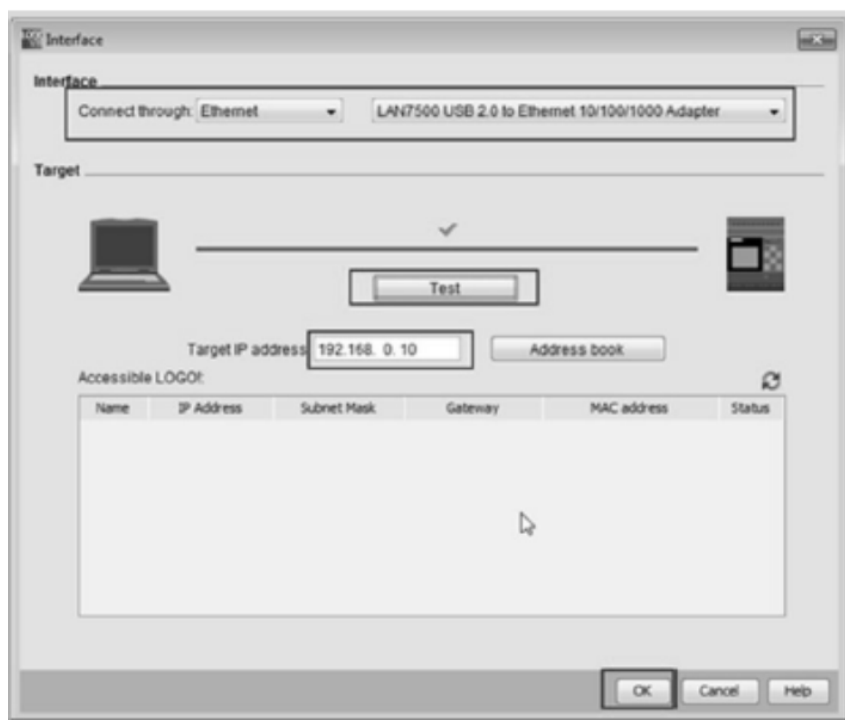 Interface
Interface
Connect through: Ethernet LAN7500 USB 2.0 to Ethernet 10/100/1000 Adapter
Target
Test
Target IP address 192.168. 0. 10 Address book
Accessible LOGO!:
Name IP Address Subnet Mask Gateway MAC address Status
OK Cancel Help